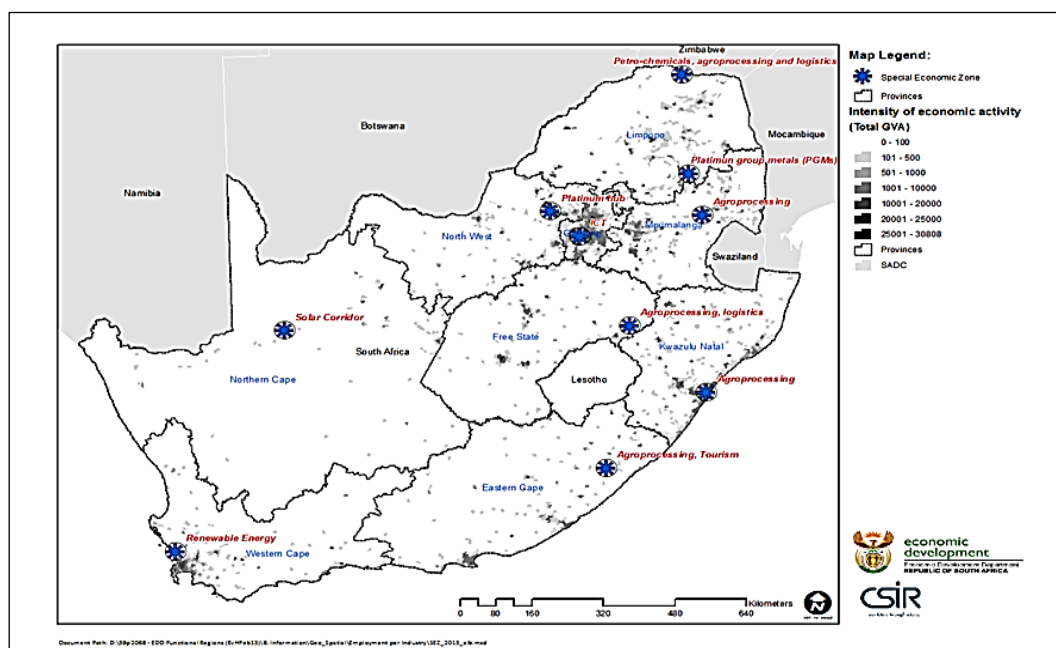 Zimbabwe
Petro-chemicals, agroprocessing and logistics
Botswana
Mocambique
Limpopo
Namibia
Platimun group metals (PGMs)
Platinum hub
Agroprocessing
ICT
North West
Mpumalanga
Swaziland
Solar Corridor
Agroprocessing, logistics
Free State
Kwazulu Natal
South Africa
Northern Cape
Lesotho
Agroprocessing
Agroprocessing, Tourism
Eastern Cape
Renewable Energy
Western Cape
Kilometers
0 80 160 320 480 640
Map Legend:
Special Economic Zone
Provinces
Intensity of economic activity
(Total GVA)
0 - 100
101 - 500
501 - 1000
1001 - 10000
10001 - 20000
20001 - 25000
25001 - 30808
Provinces
SADC
economic
development
Economic Development Department
REPUBLIC OF SOUTH AFRICA
CSIR